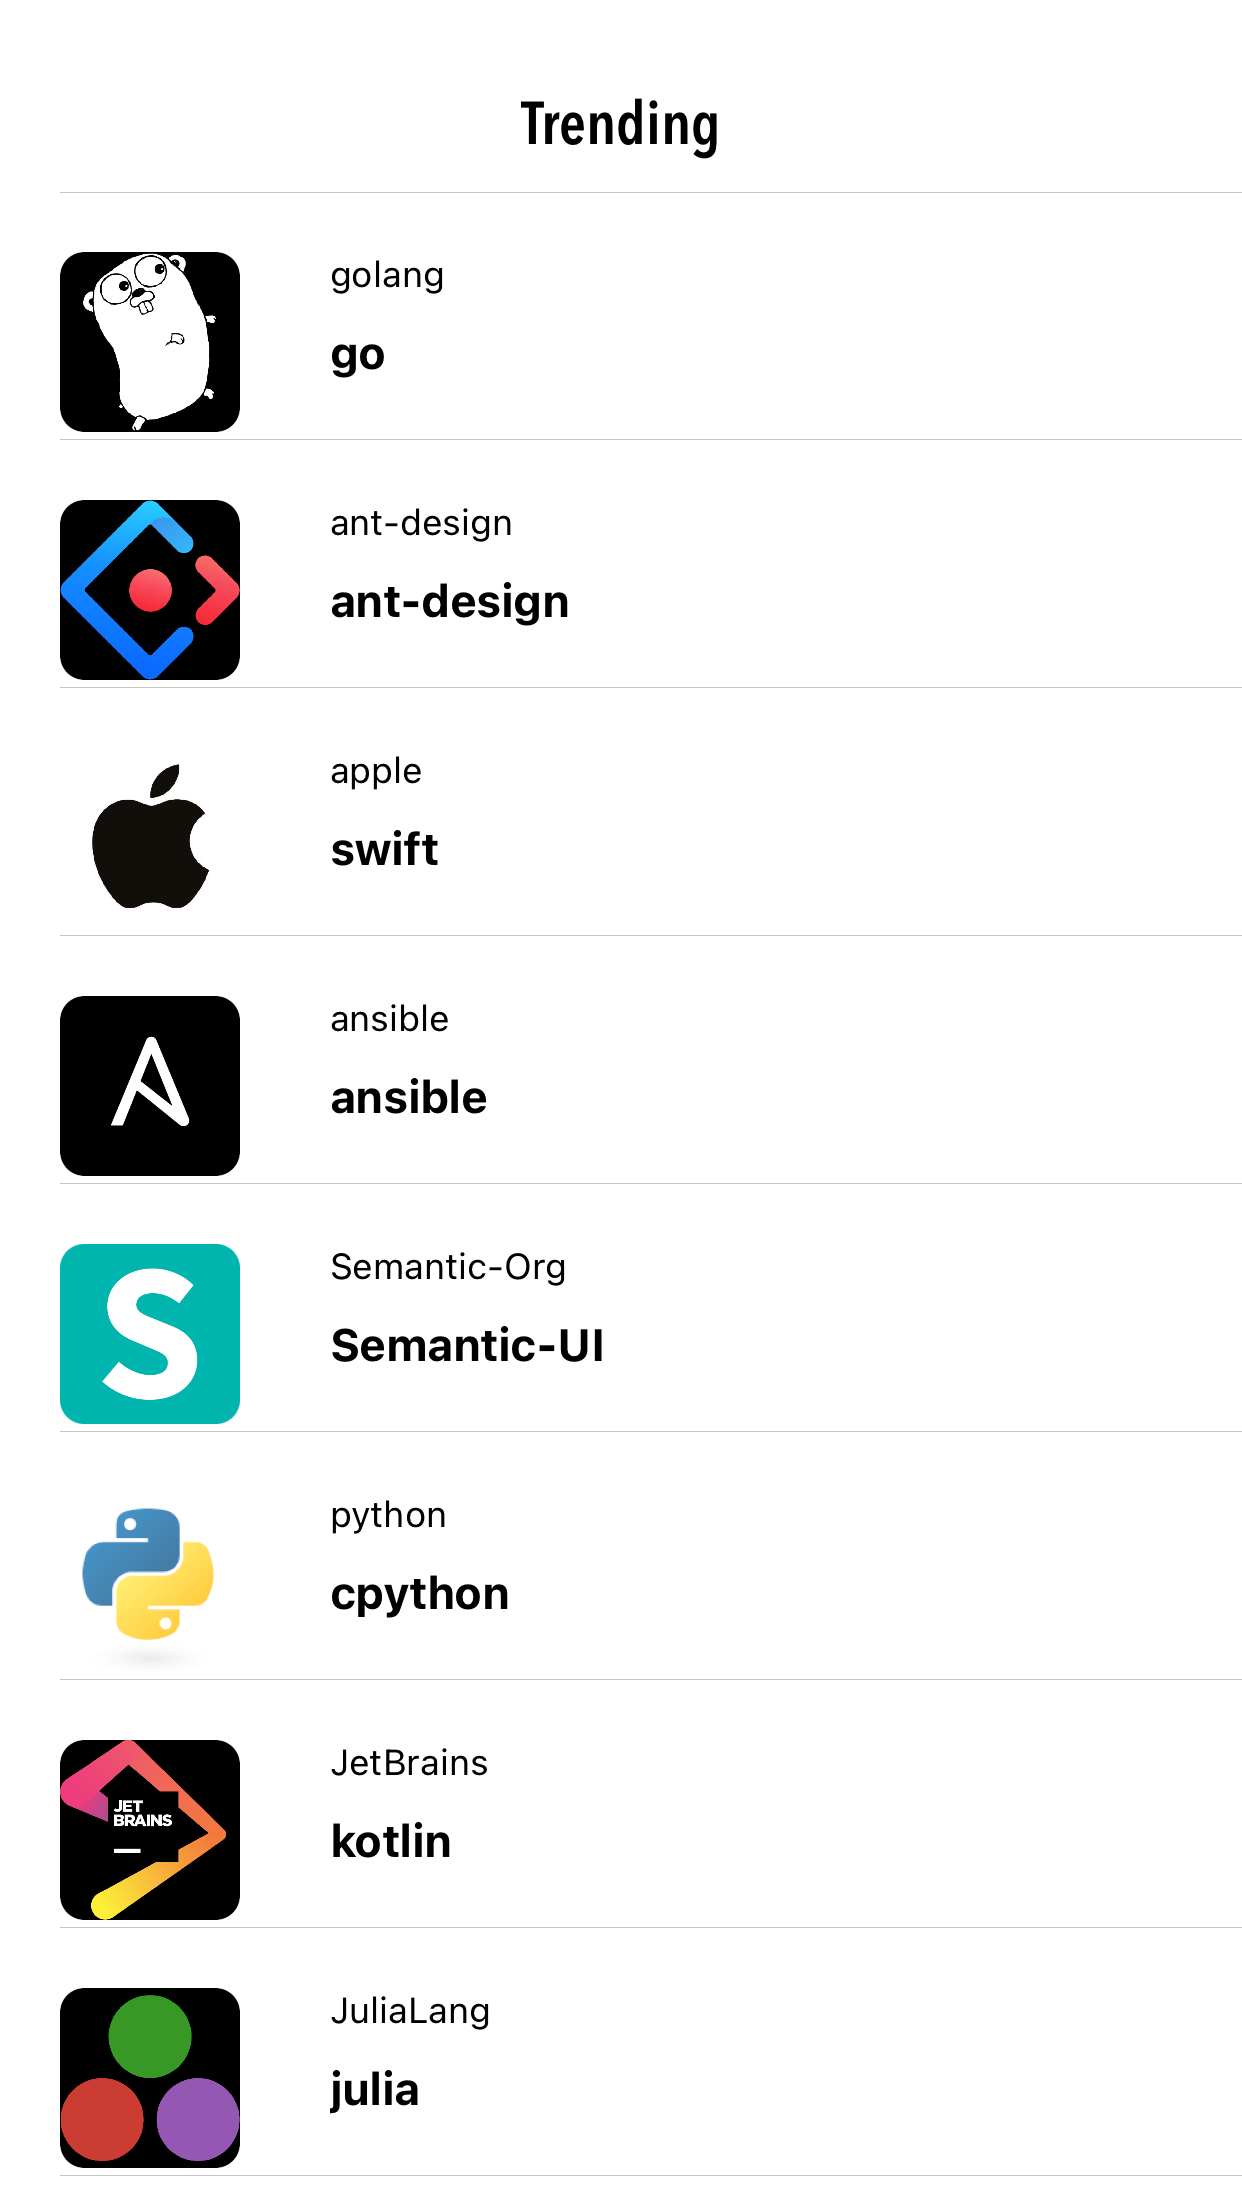 Trending
golang
go
ant-design
ant-design
apple
swift
ansible
ansible
Semantic-Org
Semantic-UI
python
cpython
JetBrains
kotlin
JET
BRAINS
JuliaLang
julia